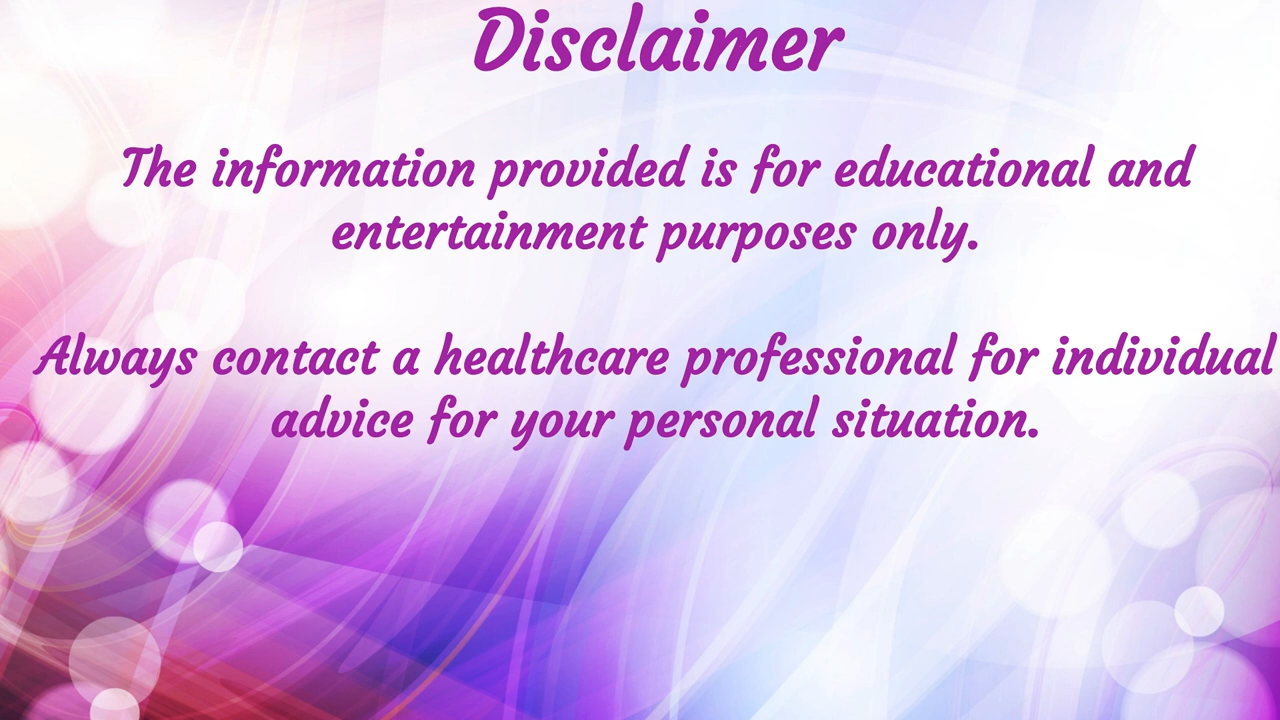 Disclaimer
The information provided is for educational and
entertainment purposes only.
Always contact a healthcare professional for individual
advice for your personal situation.